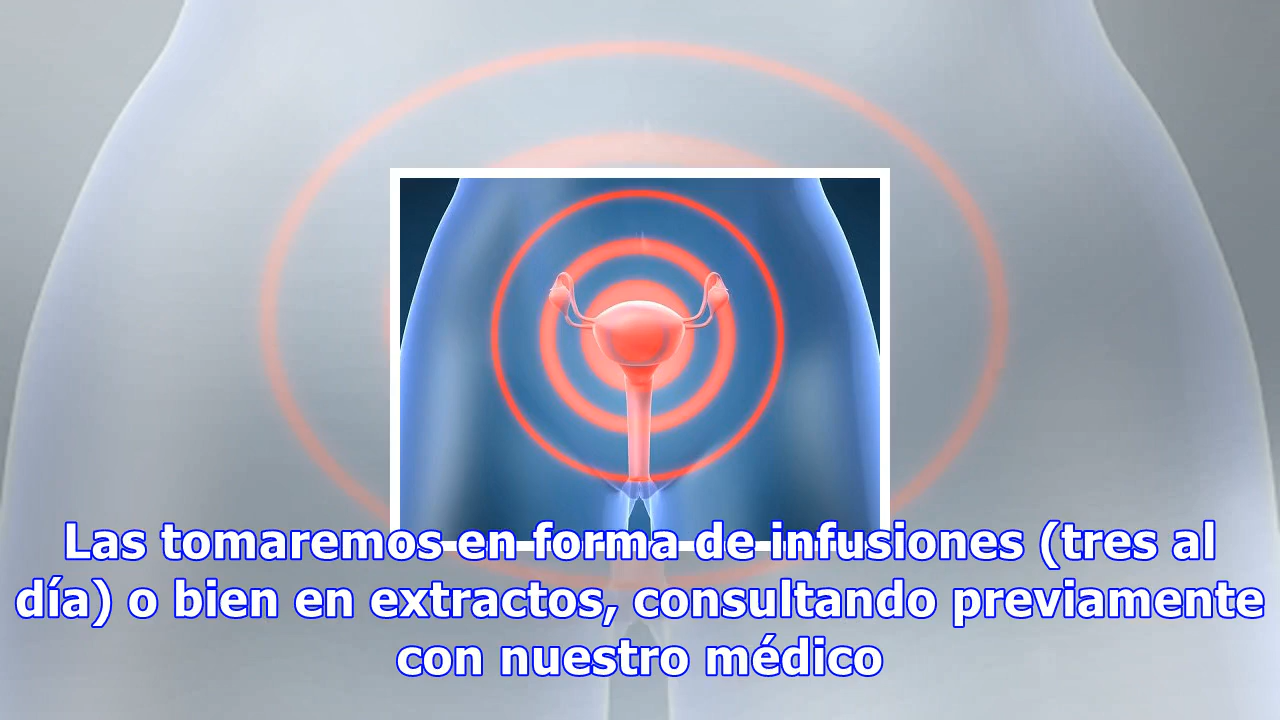 Las tomaremos en forma de infusiones (tres al
día) o bien en extractos, consultando previamente
con nuestro médico